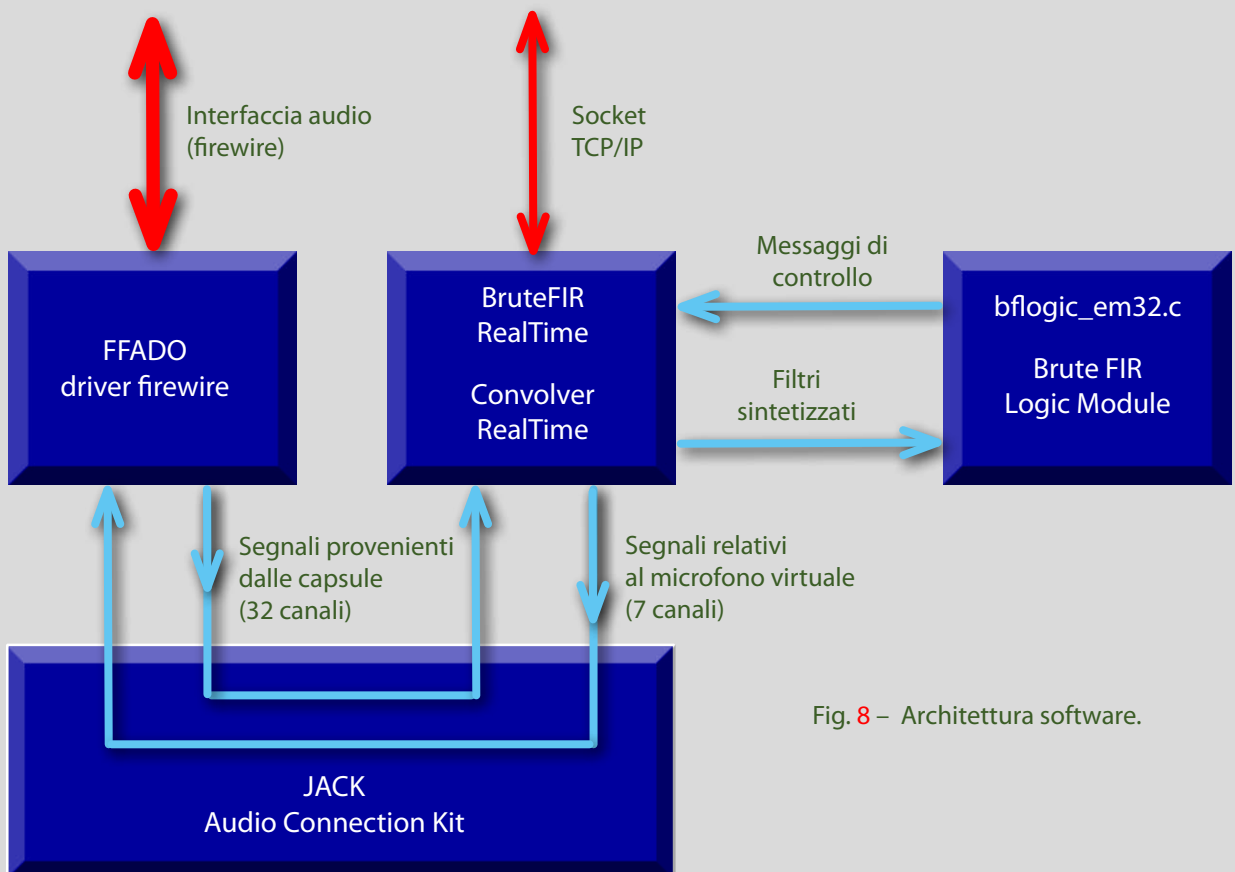 Interfaccia audio
(firewire)
Socket
TCP/IP
FFADO
driver firewire
BruteFIR
RealTime
Convolver
RealTime
Messaggi di
controllo
Filtri
sintetizzati
bflogic_em32.c
Brute FIR
Logic Module
Segnali provenienti
dalle capsule
(32 canali)
Segnali relativi
al microfono virtuale
(7 canali)
JACK
Audio Connection Kit
Fig. 8 – Architettura software.